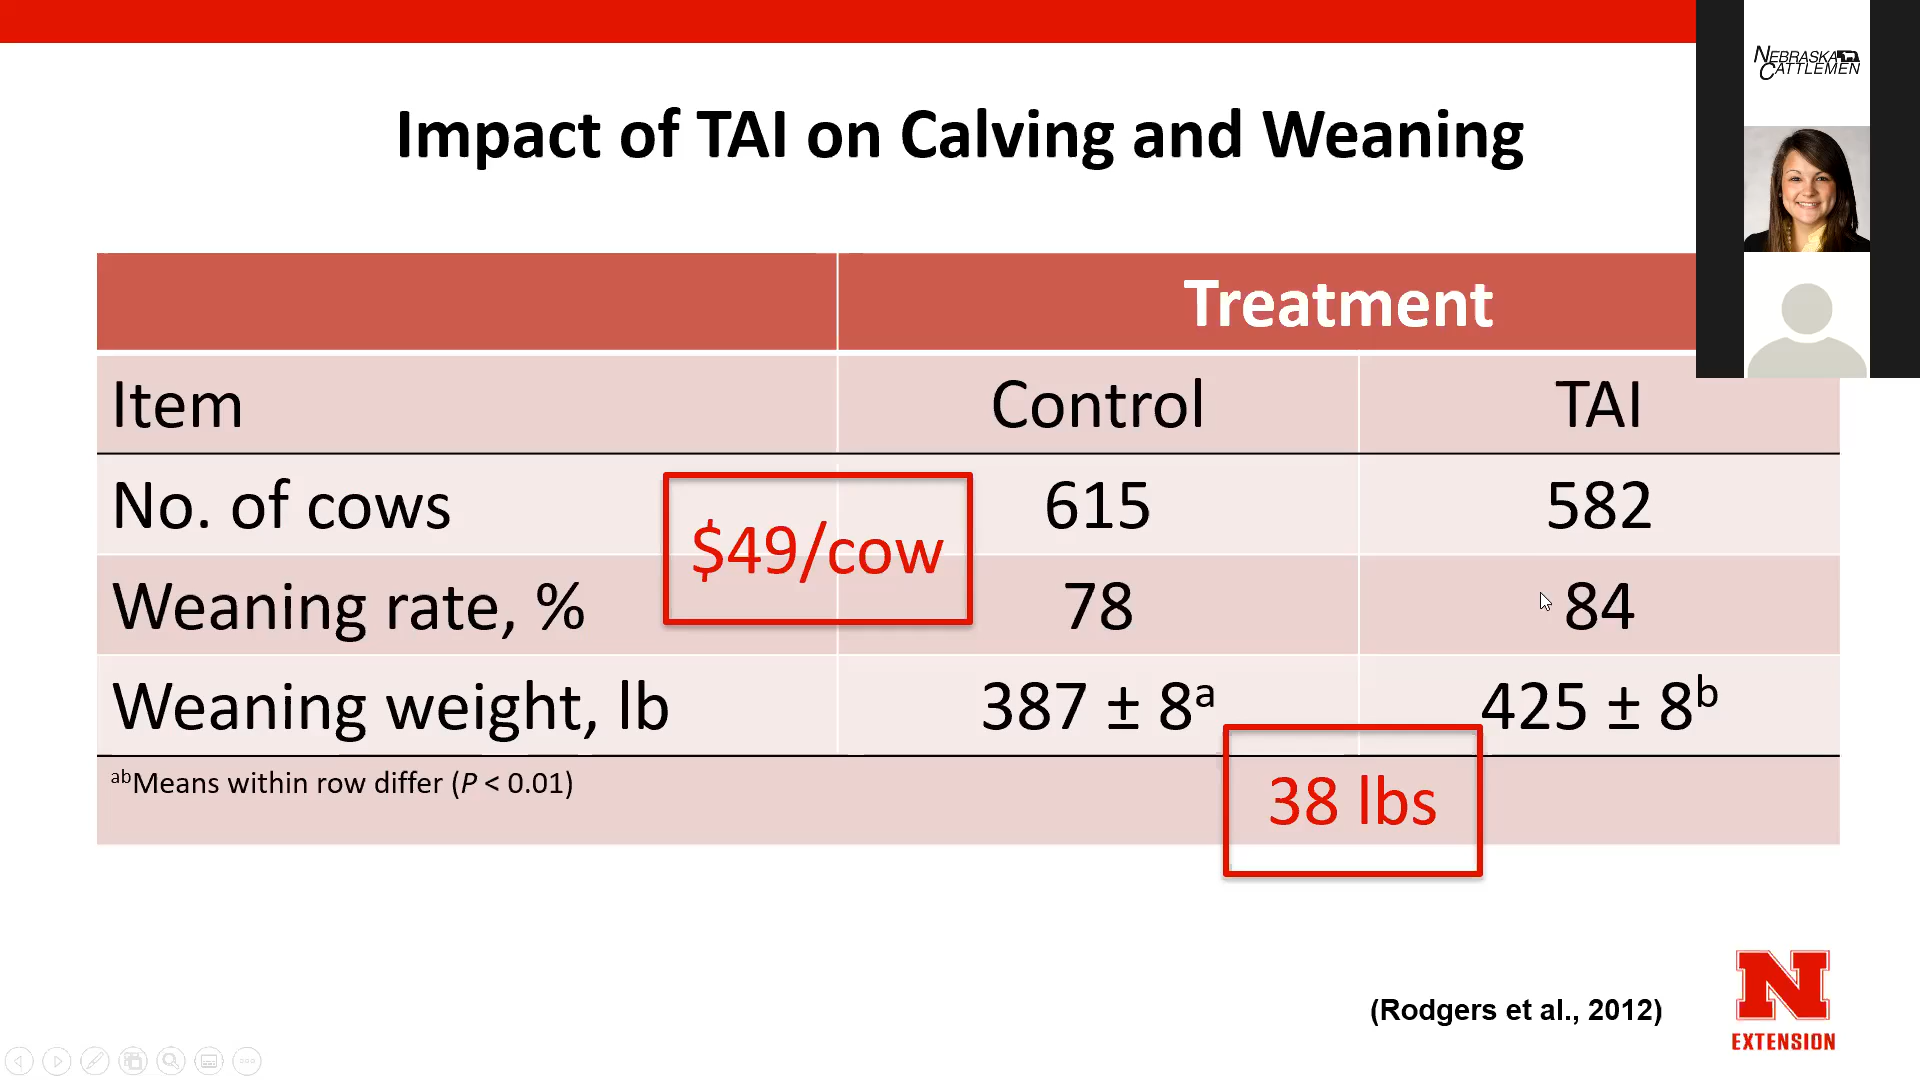 NEBRASKA
CATTLEMEN
Impact of TAI on Calving and Weaning
Treatment
Item Control TAI
No. of cows 615 582
$49/cow
Weaning rate, % 78 84
Weaning weight, lb 387 ± 8ᵃ 425 ± 8ᵇ
ᵃᵇMeans within row differ (P < 0.01)
38 lbs
(Rodgers et al., 2012)
N
EXTENSION